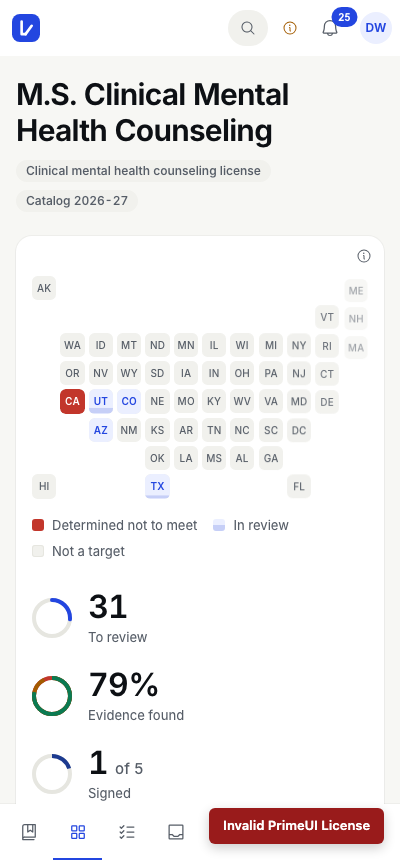 25
DW
M.S. Clinical Mental
Health Counseling
Clinical mental health counseling license
Catalog 2026-27
AK ME
VT NH
WA ID MT ND MN IL WI MI NY RI MA
OR NV WY SD IA IN OH PA NJ CT
CA UT CO NE MO KY WV VA MD DE
AZ NM KS AR TN NC SC DC
OK LA MS AL GA
HI TX FL
Determined not to meet In review
Not a target
31
To review
79%
Evidence found
1 of 5
Signed
Invalid PrimeUI License